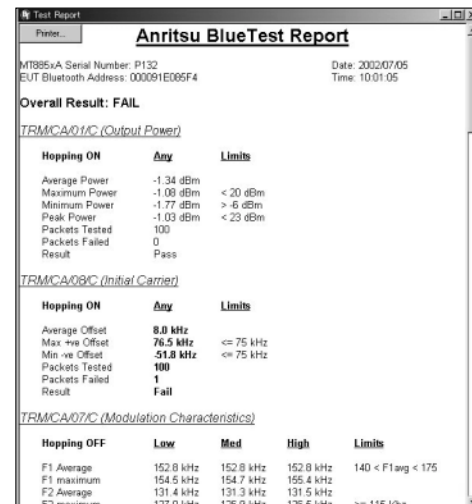 Test Report
Printer...
Anritsu BlueTest Report
MT885xA Serial Number: P132 Date: 2002/07/05
EUT Bluetooth Address: 000091E085F4 Time: 10:01:05
Overall Result: FAIL
TRM/CA/01/C (Output Power)
Hopping ON Any Limits
Average Power -1.34 dBm
Maximum Power -1.08 dBm < 20 dBm
Minimum Power -1.77 dBm > -6 dBm
Peak Power -1.03 dBm < 23 dBm
Packets Tested 100
Packets Failed 0
Result Pass
TRM/CA/08/C (Initial Carrier)
Hopping ON Any Limits
Average Offset 8.0 kHz
Max +ve Offset 76.5 kHz <= 75 kHz
Min -ve Offset -51.8 kHz <= 75 kHz
Packets Tested 100
Packets Failed 1
Result Fail
TRM/CA/07/C (Modulation Characteristics)
Hopping OFF Low Med High Limits
F1 Average 152.8 kHz 152.8 kHz 152.8 kHz 140 < F1avg < 175
F1 maximum 154.5 kHz 154.7 kHz 155.4 kHz
F2 Average 131.4 kHz 131.3 kHz 131.5 kHz